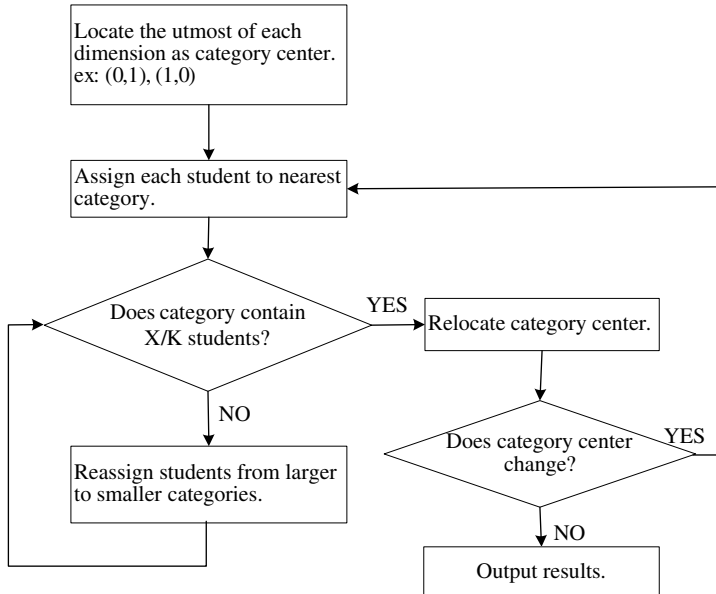 Locate the utmost of each
dimension as category center.
ex: (0,1), (1,0)
Assign each student to nearest
category.
Does category contain
X/K students?
YES
Relocate category center.
NO
Reassign students from larger
to smaller categories.
Does category center
change?
YES
NO
Output results.